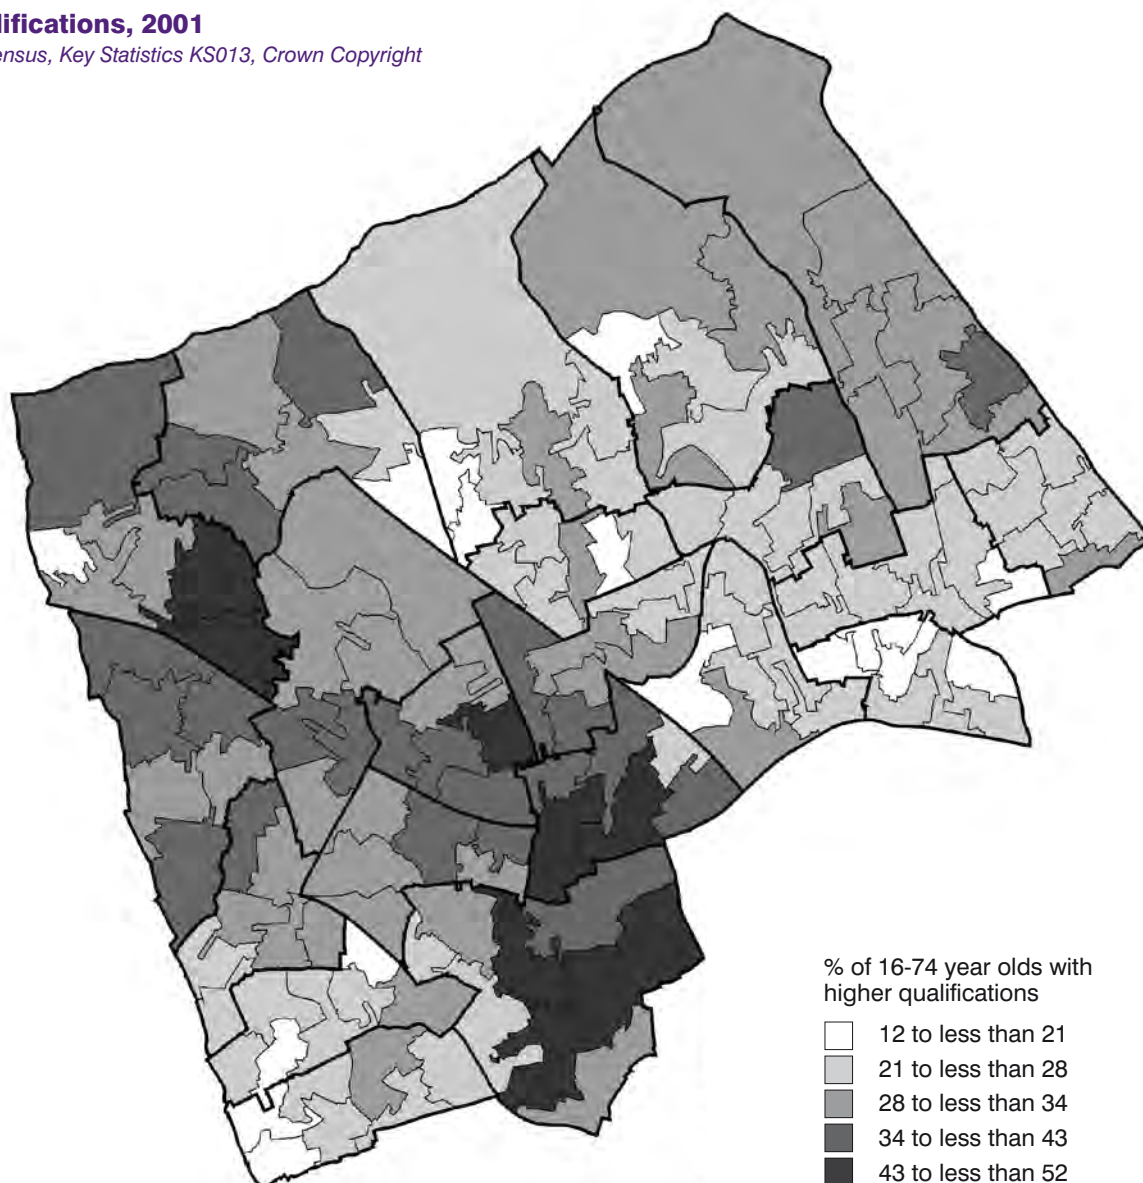 lifications, 2001
ensus, Key Statistics KS013, Crown Copyright
% of 16-74 year olds with
higher qualifications
12 to less than 21
21 to less than 28
28 to less than 34
34 to less than 43
43 to less than 52